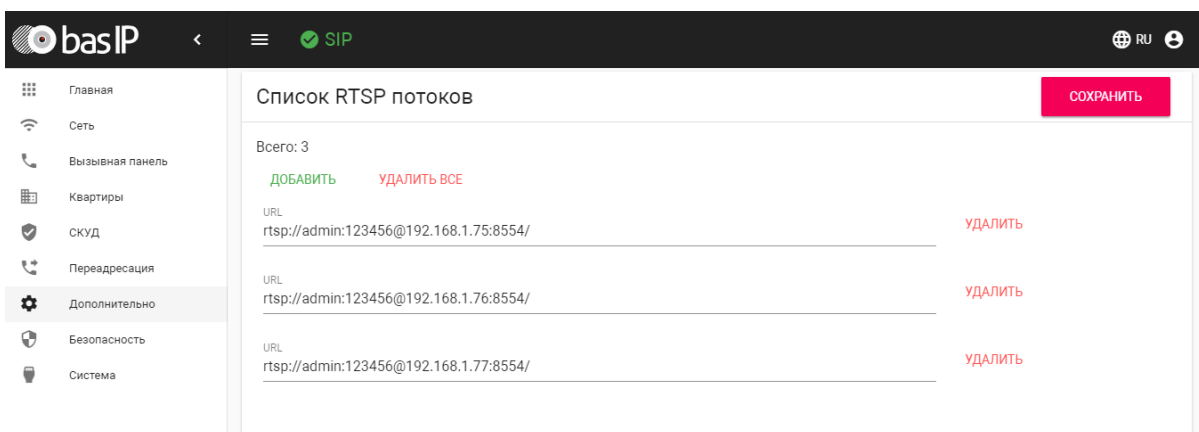 bas IP
SIP
RU
Главная
Сеть
Вызывная панель
Квартиры
СКУД
Переадресация
Дополнительно
Безопасность
Система
Список RTSP потоков
СОХРАНИТЬ
Всего: 3
ДОБАВИТЬ УДАЛИТЬ ВСЕ
URL
rtsp://admin:123456@192.168.1.75:8554/
УДАЛИТЬ
URL
rtsp://admin:123456@192.168.1.76:8554/
УДАЛИТЬ
URL
rtsp://admin:123456@192.168.1.77:8554/
УДАЛИТЬ